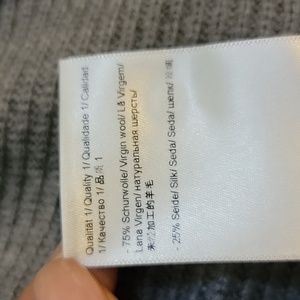 Qualität 1/ Quality 1/ Qualidade 1/ Calidad
1/ Качество 1/ 品质 1
- 75% Schurwolle/ Virgin wool/ Lã Virgem/
Lana Virgen/ натуральная шерсть/
未加工的羊毛
- 25% Seide/ Silk/ Seda/ Seda/ шелк/